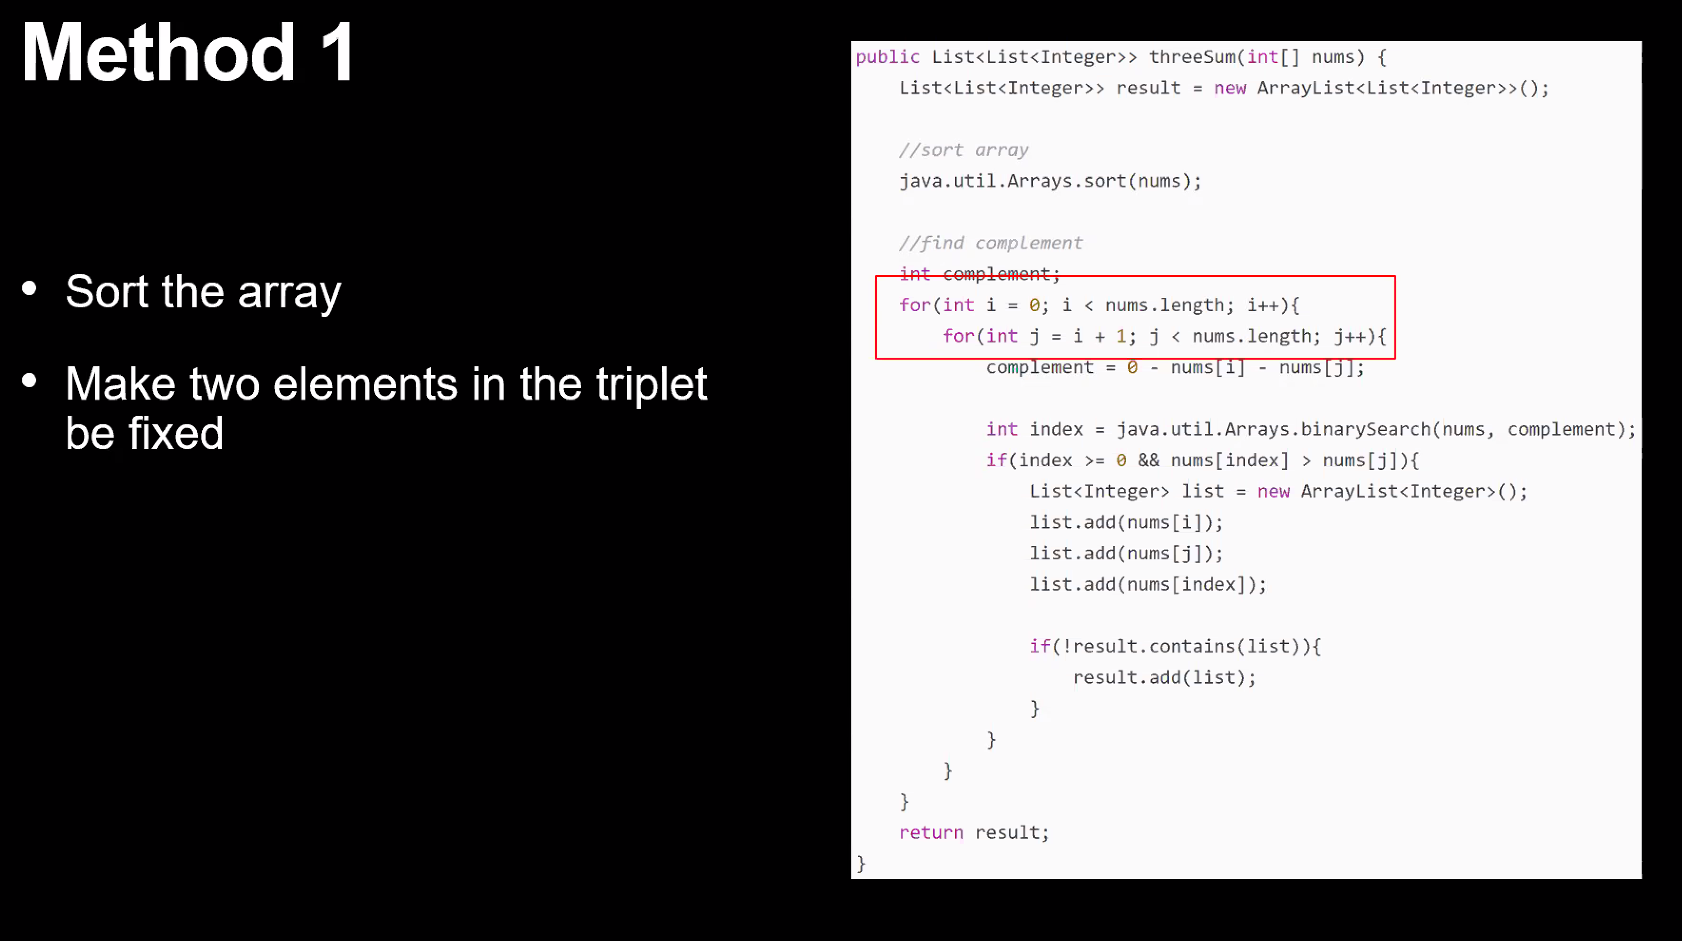 Method 1
• Sort the array
• Make two elements in the triplet
be fixed
public List<List<Integer>> threeSum(int[] nums) {
    List<List<Integer>> result = new ArrayList<List<Integer>>();

    //sort array
    java.util.Arrays.sort(nums);

    //find complement
    int complement;
    for(int i = 0; i < nums.length; i++){
        for(int j = i + 1; j < nums.length; j++){
            complement = 0 - nums[i] - nums[j];

            int index = java.util.Arrays.binarySearch(nums, complement);
            if(index >= 0 && nums[index] > nums[j]){
                List<Integer> list = new ArrayList<Integer>();
                list.add(nums[i]);
                list.add(nums[j]);
                list.add(nums[index]);

                if(!result.contains(list)){
                    result.add(list);
                }
            }
        }
    }
    return result;
}